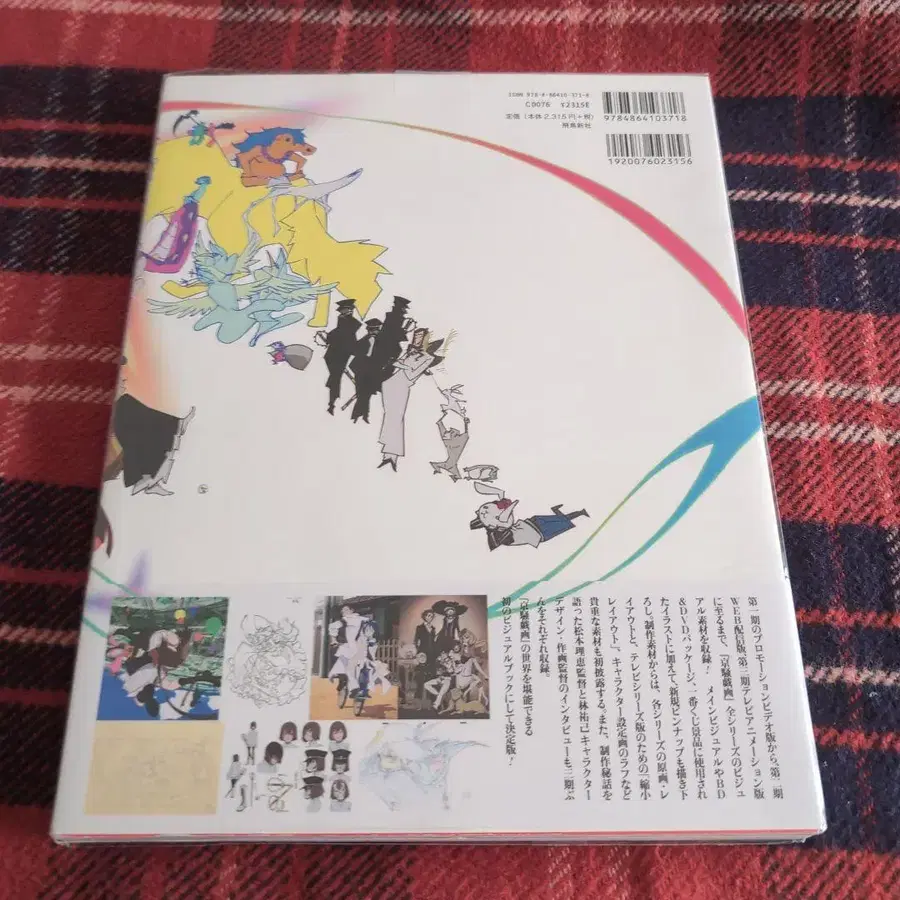 ISBN 978-4-86410-371-8
C0076 ¥2315E
定価(本体2,315円+税)
飛鳥新社
9784864103718
1920076023156
第一期のプロモーションビデオ版から、第二期
WEB配信版、第三期テレビアニメーション版
に至るまで、『京騒戯画』全シリーズのビジュ
アル素材を収録! メインビジュアルやBD
&DVDパッケージ、一番くじ景品に使用され
たイラストに加えて、新規ピンナップも描き下
ろし。制作素材からは、各シリーズの原画・レ
イアウトと、テレビシリーズ版のための「縮小
レイアウト」、キャラクター設定画のラフなど
貴重な素材も初披露する。また、制作秘話を
語った松本理恵監督と林祐己キャラクター
デザイン・作画監督のインタビューも三期ぶ
んをそれぞれ収録。
『京騒戯画』の世界を堪能できる
初のビジュアルブックにして決定版!